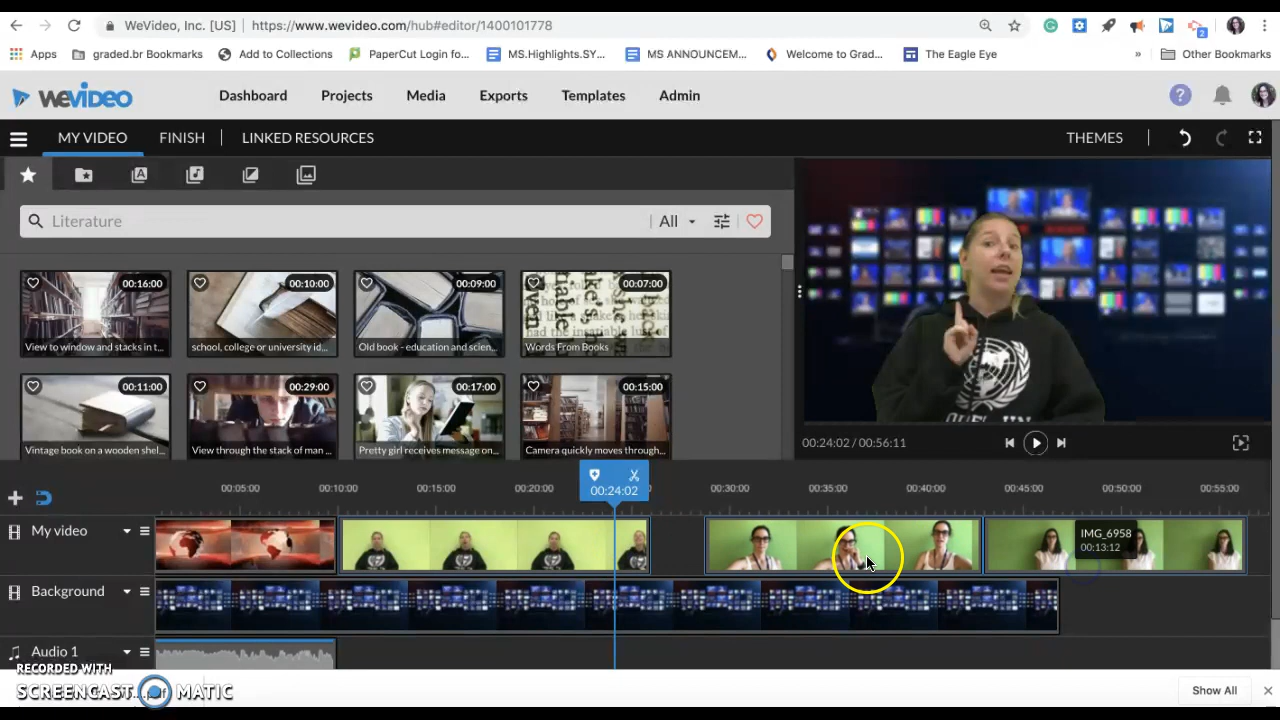 WeVideo, Inc. [US] | https://www.wevideo.com/hub#editor/1400101778
2
Apps graded.br Bookmarks Add to Collections PaperCut Login fo... MS.Highlights.SY... MS ANNOUNCEM... Welcome to Grad... The Eagle Eye » Other Bookmarks
wevideo Dashboard Projects Media Exports Templates Admin ?
MY VIDEO FINISH LINKED RESOURCES THEMES
Literature All
00:16:00 00:10:00 00:09:00 00:07:00
View to window and stacks in t... school, college or university id... Old book - education and scien... Words From Books
00:11:00 00:29:00 00:17:00 00:15:00
Vintage book on a wooden shel... View through the stack of man ... Pretty girl receives message on... Camera quickly moves through...
00:24:02 / 00:56:11
00:05:00 00:10:00 00:15:00 00:20:00 00:24:02 00:30:00 00:35:00 00:40:00 00:45:00 00:50:00 00:55:00
My video
IMG_6958
00:13:12
Background
Audio 1
RECORDED WITH
SCREENCAST MATIC
Show All